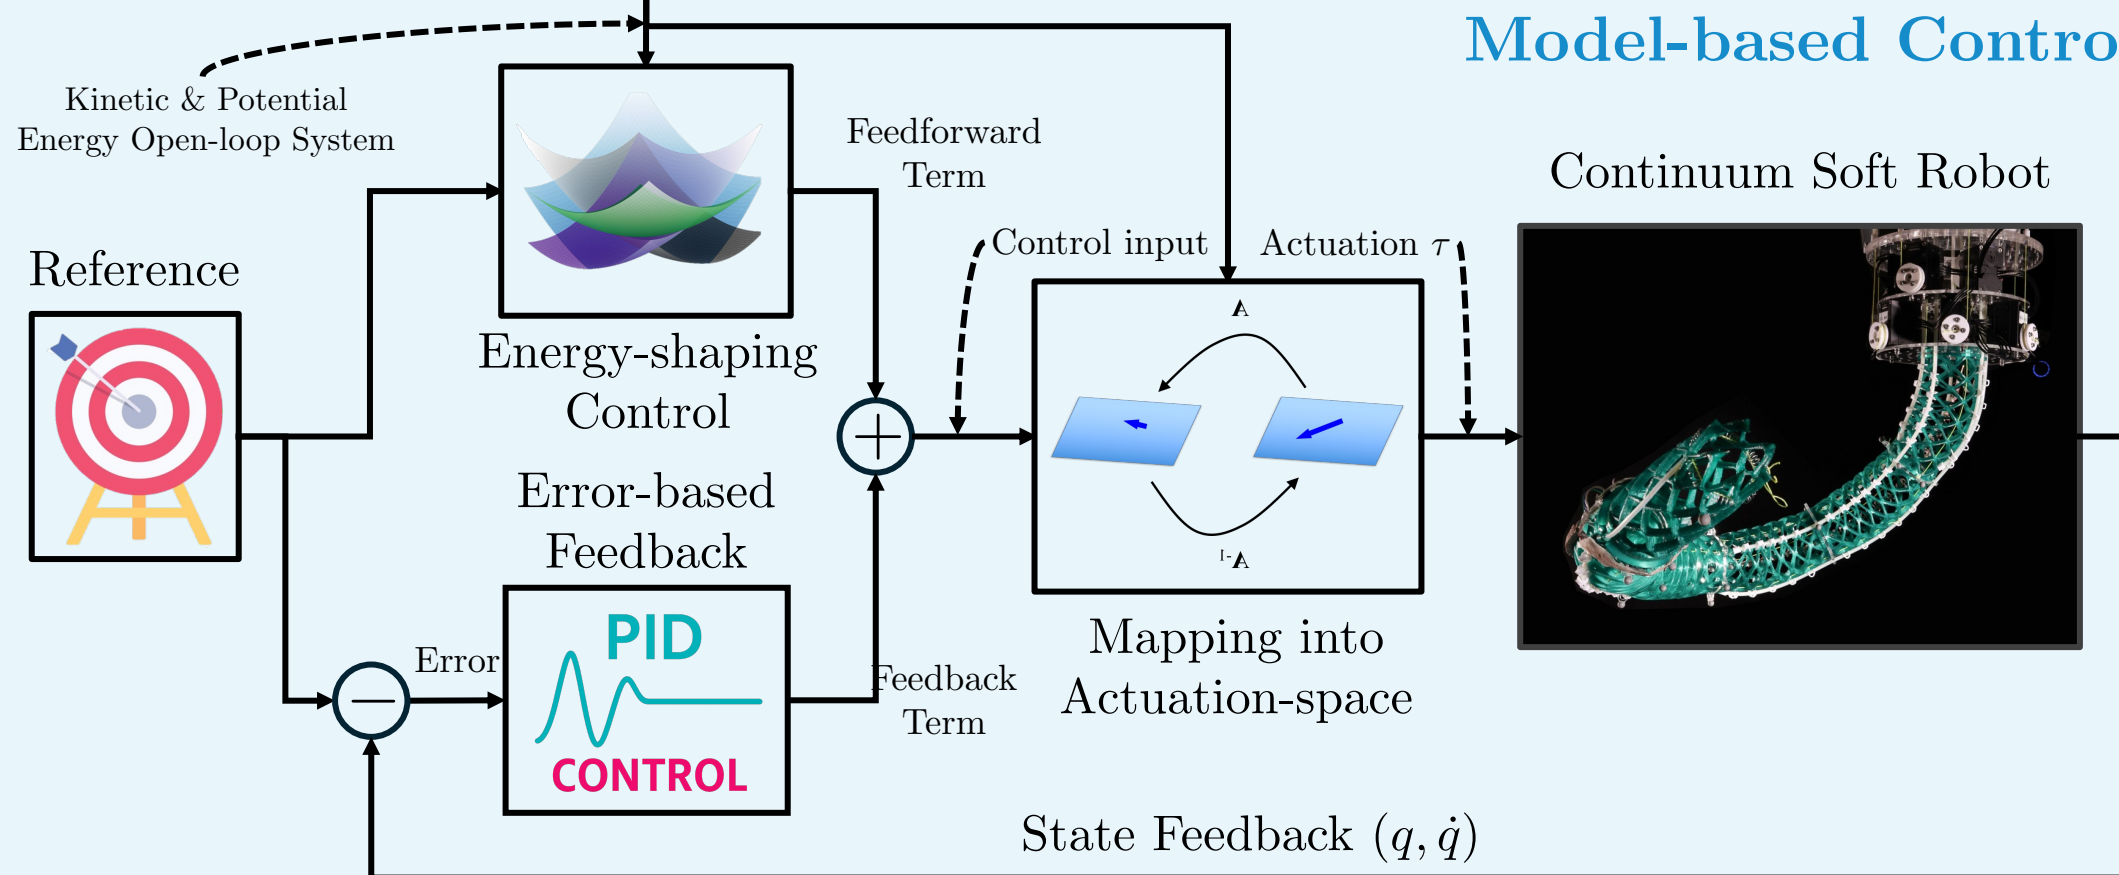 Model-based Contro
Kinetic & Potential
Energy Open-loop System
Feedforward
Term
Continuum Soft Robot
Control input
Actuation τ
Reference
A
Energy-shaping
Control
Error-based
Feedback
A-1
PID
CONTROL
Error
Feedback
Term
Mapping into
Actuation-space
State Feedback (q, q̇)